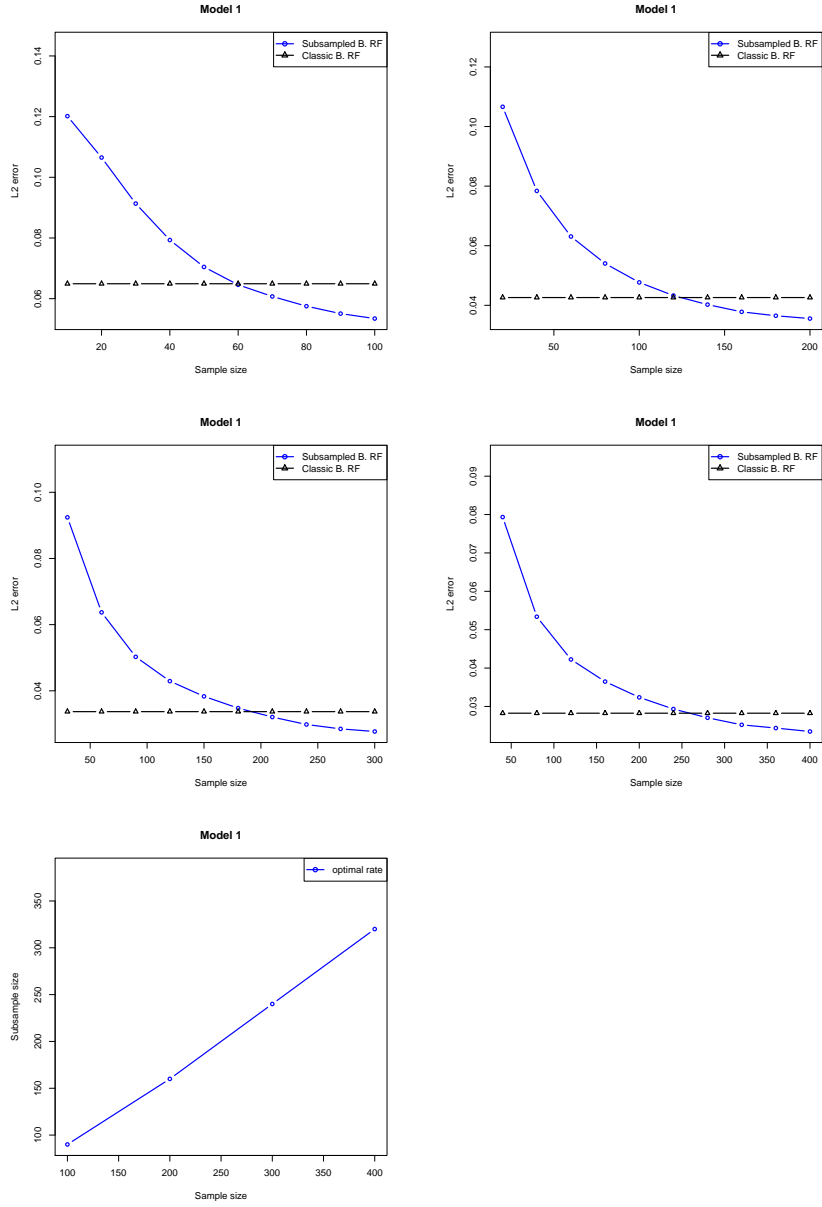 Model 1
Subsampled B. RF
Classic B. RF
L2 error
0.14
0.12
0.10
0.08
0.06
20
40
60
80
100
Sample size
Model 1
Subsampled B. RF
Classic B. RF
L2 error
0.12
0.10
0.08
0.06
0.04
50
100
150
200
Sample size
Model 1
Subsampled B. RF
Classic B. RF
L2 error
0.10
0.08
0.06
0.04
50
100
150
200
250
300
Sample size
Model 1
Subsampled B. RF
Classic B. RF
L2 error
0.09
0.08
0.07
0.06
0.05
0.04
0.03
50
100
150
200
250
300
350
400
Sample size
Model 1
optimal rate
Subsample size
350
300
250
200
150
100
100
150
200
250
300
350
400
Sample size